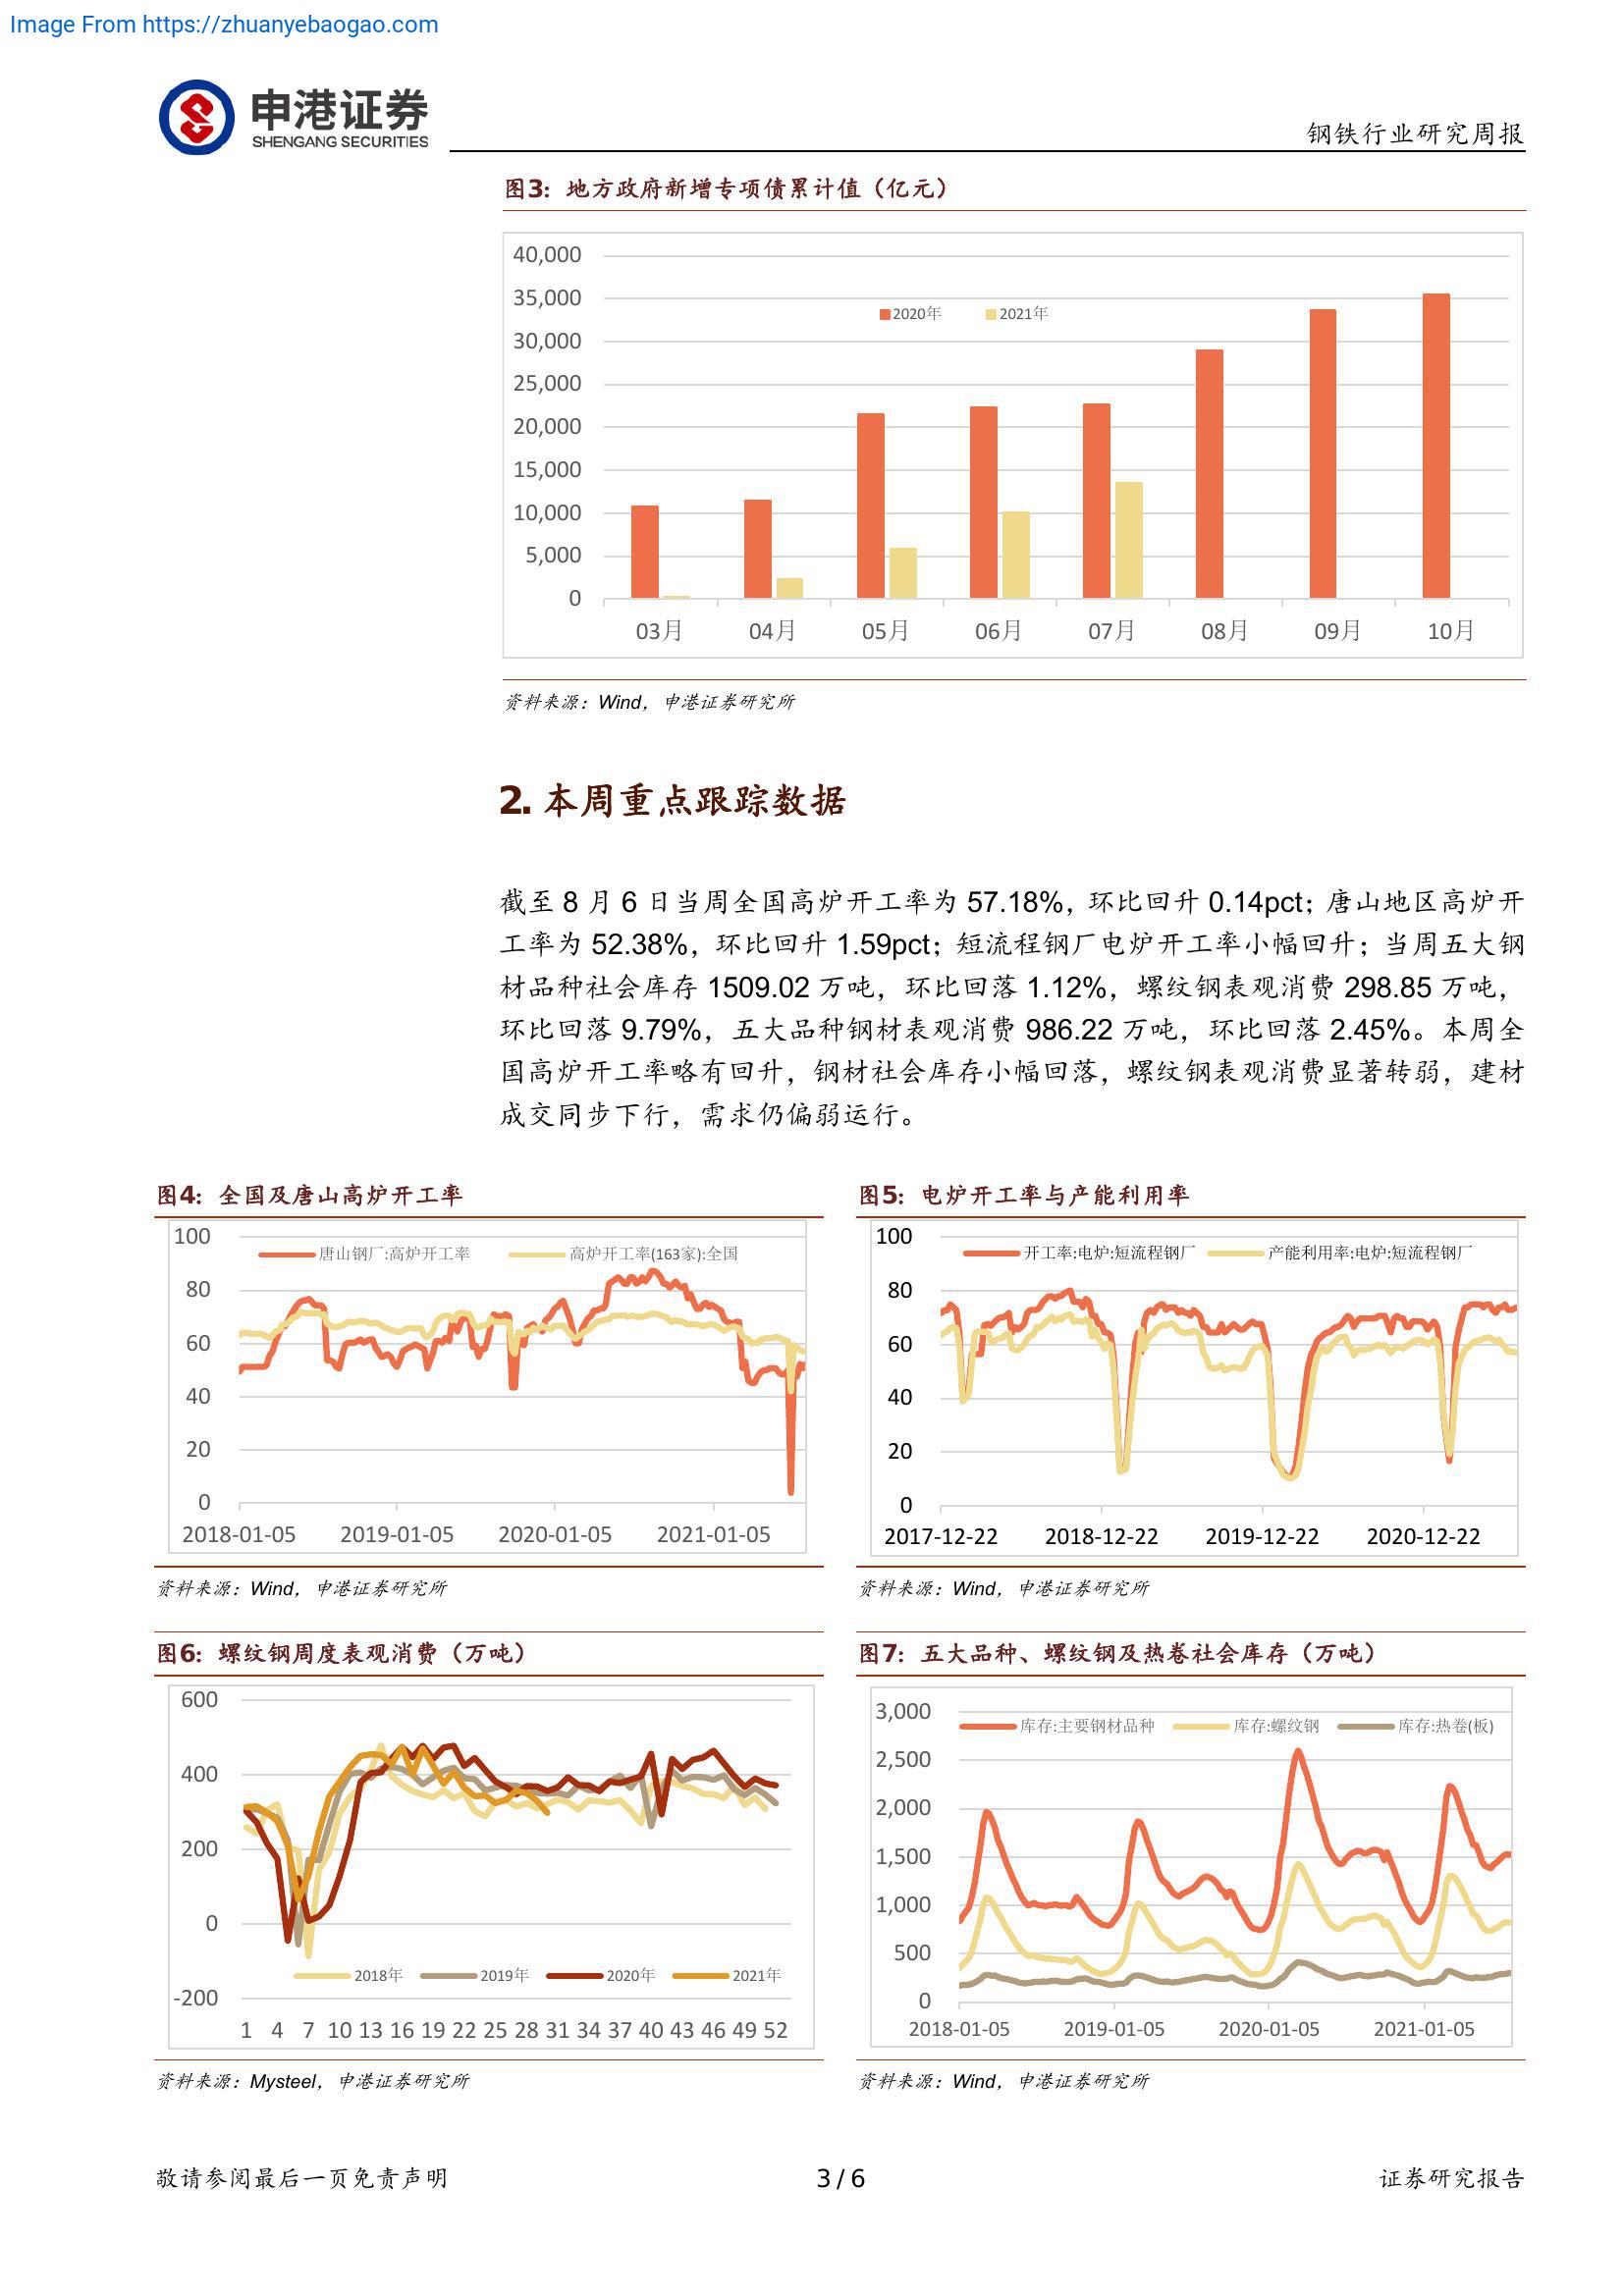 Image From https://zhuanyebaogao.com
申港证券
SHENGANG SECURITIES
钢铁行业研究周报
图3：地方政府新增专项债累计值（亿元）
40,000
35,000
2020年 2021年
30,000
25,000
20,000
15,000
10,000
5,000
0
03月 04月 05月 06月 07月 08月 09月 10月
资料来源：Wind，申港证券研究所
2. 本周重点跟踪数据
截至 8 月 6 日当周全国高炉开工率为 57.18%，环比回升 0.14pct；唐山地区高炉开
工率为 52.38%，环比回升 1.59pct；短流程钢厂电炉开工率小幅回升；当周五大钢
材品种社会库存 1509.02 万吨，环比回落 1.12%，螺纹钢表观消费 298.85 万吨，
环比回落 9.79%，五大品种钢材表观消费 986.22 万吨，环比回落 2.45%。本周全
国高炉开工率略有回升，钢材社会库存小幅回落，螺纹钢表观消费显著转弱，建材
成交同步下行，需求仍偏弱运行。
图4：全国及唐山高炉开工率
100
唐山钢厂:高炉开工率 高炉开工率(163家):全国
80
60
40
20
0
2018-01-05 2019-01-05 2020-01-05 2021-01-05
资料来源：Wind，申港证券研究所
图5：电炉开工率与产能利用率
100
开工率:电炉:短流程钢厂 产能利用率:电炉:短流程钢厂
80
60
40
20
0
2017-12-22 2018-12-22 2019-12-22 2020-12-22
资料来源：Wind，申港证券研究所
图6：螺纹钢周度表观消费（万吨）
600
400
200
0
2018年 2019年 2020年 2021年
-200
1 4 7 10 13 16 19 22 25 28 31 34 37 40 43 46 49 52
资料来源：Mysteel，申港证券研究所
图7：五大品种、螺纹钢及热卷社会库存（万吨）
3,000
库存:主要钢材品种 库存:螺纹钢 库存:热卷(板)
2,500
2,000
1,500
1,000
500
0
2018-01-05 2019-01-05 2020-01-05 2021-01-05
资料来源：Wind，申港证券研究所
敬请参阅最后一页免责声明
3 / 6
证券研究报告